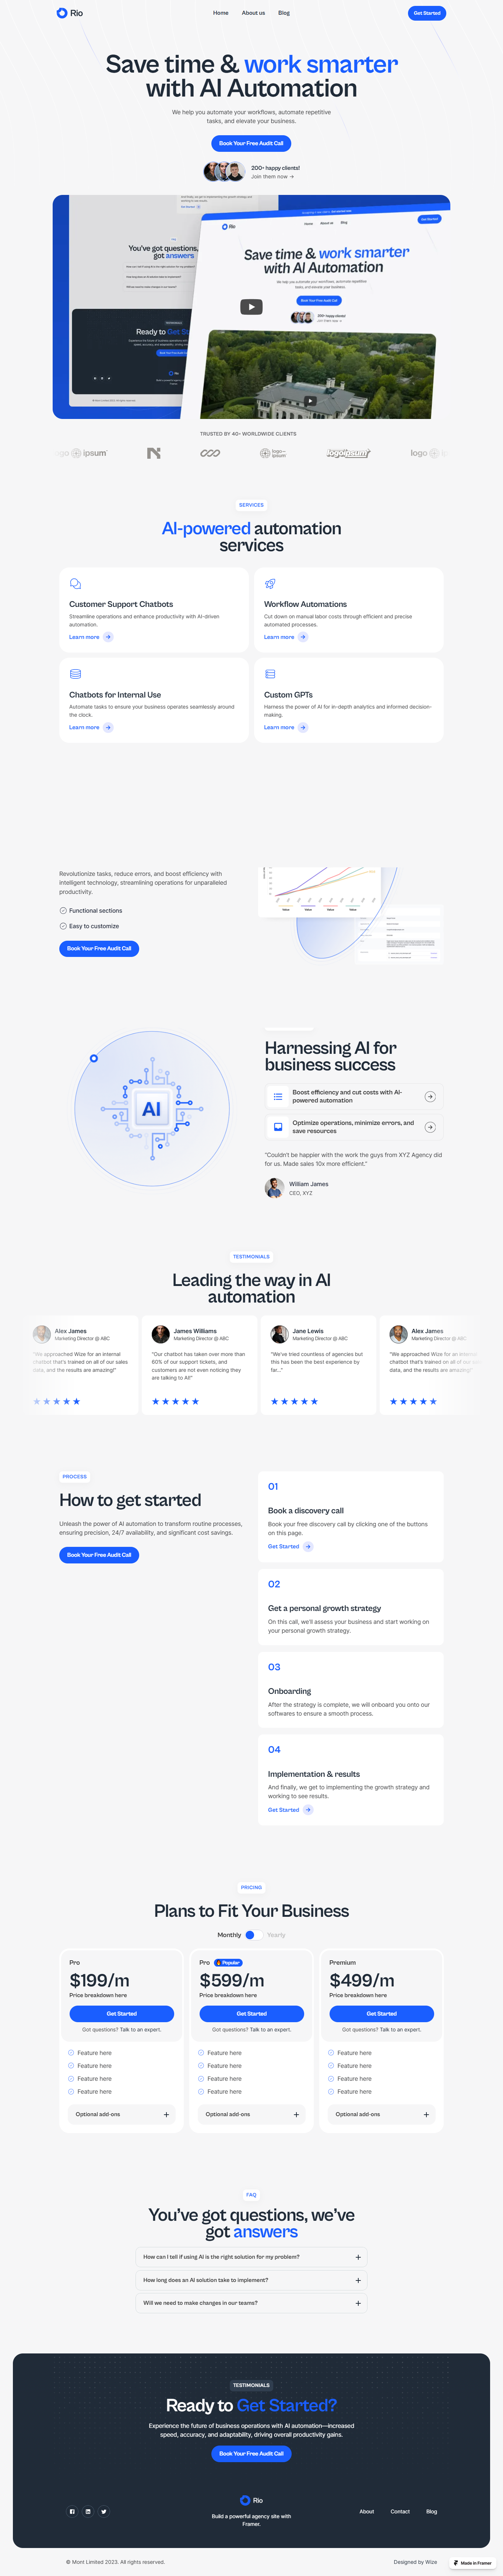 Rio
Home
About us
Blog
Get Started
Save time & work smarter
with AI Automation
We help you automate your workflows, automate repetitive
tasks, and elevate your business.
Book Your Free Audit Call
200+ happy clients!
Join them now →
You've got questions,
got answers
Ready to Get St
Rio
Home
About us
Blog
Get Started
Save time & work smarter
with AI Automation
We help you automate your workflows, automate repetitive
tasks, and elevate your business.
Book Your Free Audit Call
200+ happy clients!
Join them now →
TRUSTED BY 40+ WORLDWIDE CLIENTS
ogo ipsum
logo
ipsum
logoipsum
logo ip
SERVICES
AI-powered automation
services
Customer Support Chatbots
Streamline operations and enhance productivity with AI-driven
automation.
Learn more
Workflow Automations
Cut down on manual labor costs through efficient and precise
automated processes.
Learn more
Chatbots for Internal Use
Automate tasks to ensure your business operates seamlessly around
the clock.
Learn more
Custom GPTs
Harness the power of AI for in-depth analytics and informed decision-
making.
Learn more
Revolutionize tasks, reduce errors, and boost efficiency with
intelligent technology, streamlining operations for unparalleled
productivity.
Functional sections
Easy to customize
Book Your Free Audit Call
Value
Value
Value
Value
AI
Harnessing AI for
business success
Boost efficiency and cut costs with AI-
powered automation
Optimize operations, minimize errors, and
save resources
"Couldn't be happier with the work the guys from XYZ Agency did
for us. Made sales 10x more efficient."
William James
CEO, XYZ
TESTIMONIALS
Leading the way in AI
automation
Alex James
Marketing Director @ ABC
"We approached Wize for an internal
chatbot that's trained on all of our sales
data, and the results are amazing!"
James Williams
Marketing Director @ ABC
"Our chatbot has taken over more than
60% of our support tickets, and
customers are not even noticing they
are talking to AI!"
Jane Lewis
Marketing Director @ ABC
"We've tried countless of agencies but
this has been the best experience by
far..."
Alex James
Marketing Director @ ABC
"We approached Wize for an internal
chatbot that's trained on all of our sales
data, and the results are amazing!"
PROCESS
How to get started
Unleash the power of AI automation to transform routine processes,
ensuring precision, 24/7 availability, and significant cost savings.
Book Your Free Audit Call
01
Book a discovery call
Book your free discovery call by clicking one of the buttons
on this page.
Get Started
02
Get a personal growth strategy
On this call, we'll assess your business and start working on
your personal growth strategy.
03
Onboarding
After the strategy is complete, we will onboard you onto our
softwares to ensure a smooth process.
04
Implementation & results
And finally, we get to implementing the growth strategy and
working to see results.
Get Started
PRICING
Plans to Fit Your Business
Monthly
Yearly
Pro
$199/m
Price breakdown here
Get Started
Got questions? Talk to an expert.
Feature here
Feature here
Feature here
Feature here
Optional add-ons
Pro
Populer
$599/m
Price breakdown here
Get Started
Got questions? Talk to an expert.
Feature here
Feature here
Feature here
Feature here
Optional add-ons
Premium
$499/m
Price breakdown here
Get Started
Got questions? Talk to an expert.
Feature here
Feature here
Feature here
Feature here
Optional add-ons
FAQ
You've got questions, we've
got answers
How can I tell if using AI is the right solution for my problem?
How long does an AI solution take to implement?
Will we need to make changes in our teams?
TESTIMONIALS
Ready to Get Started?
Experience the future of business operations with AI automation—increased
speed, accuracy, and adaptability, driving overall productivity gains.
Book Your Free Audit Call
Rio
Build a powerful agency site with
Framer.
About
Contact
Blog
© Mont Limited 2023. All rights reserved.
Designed by Wize
Made in Framer